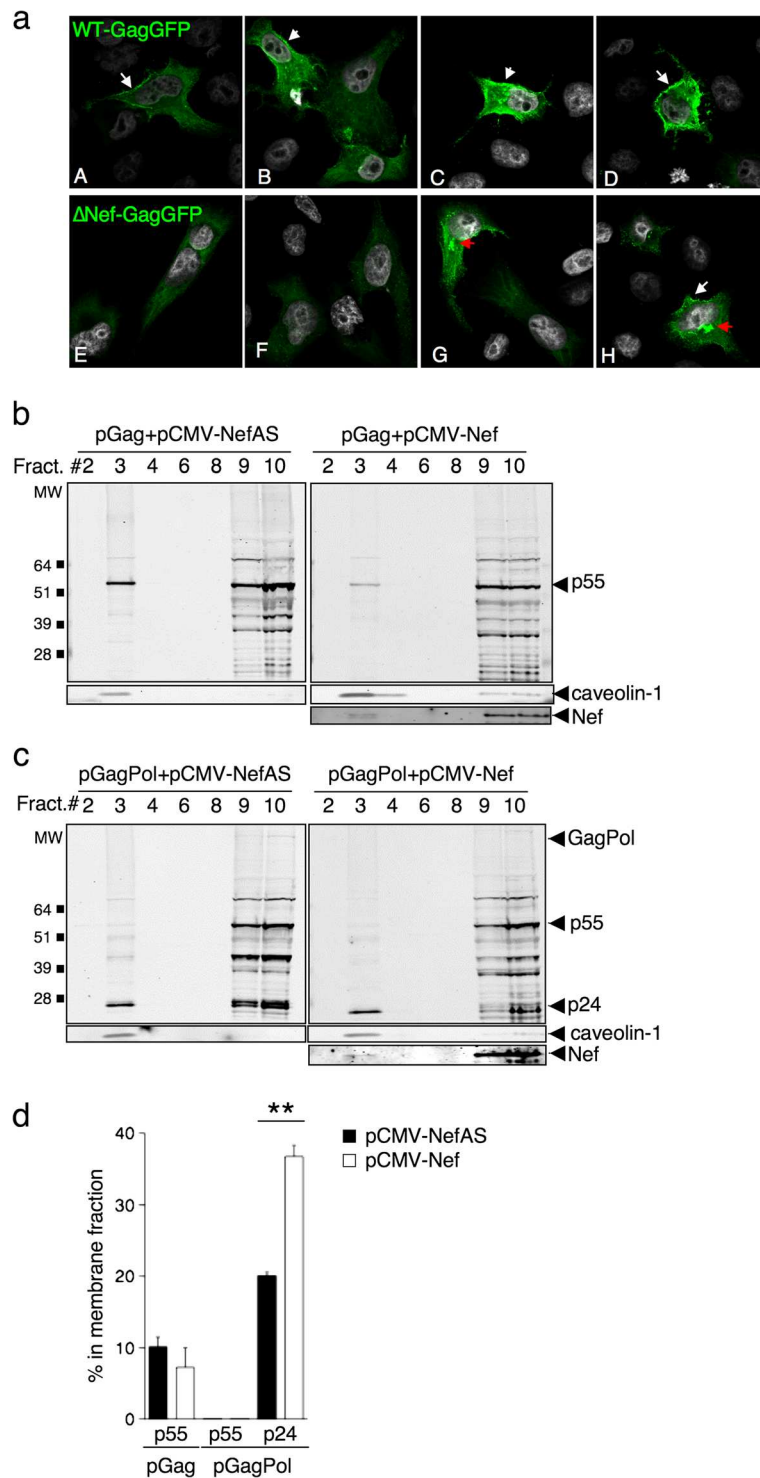 a
WT-GagGFP
A
B
C
D
ΔNef-GagGFP
E
F
G
H
b
pGag+pCMV-NefAS
pGag+pCMV-Nef
Fract. #2 3 4 6 8 9 10
2 3 4 6 8 9 10
MW
64
51
39
28
p55
caveolin-1
Nef
c
pGagPol+pCMV-NefAS
pGagPol+pCMV-Nef
Fract.#2 3 4 6 8 9 10
2 3 4 6 8 9 10
MW
64
51
39
28
GagPol
p55
p24
caveolin-1
Nef
d
**
% in membrane fraction
40
30
20
10
0
pCMV-NefAS
pCMV-Nef
p55 p55 p24
pGag pGagPol